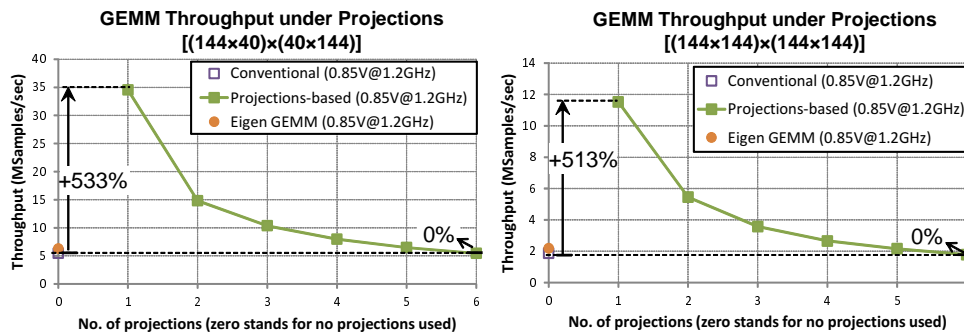 GEMM Throughput under Projections
[(144×40)×(40×144)]
Throughput (MSamples/sec)
40
35
30
25
20
15
10
5
0
Conventional (0.85V@1.2GHz)
Projections-based (0.85V@1.2GHz)
Eigen GEMM (0.85V@1.2GHz)
+533%
0%
0 1 2 3 4 5 6
No. of projections (zero stands for no projections used)
GEMM Throughput under Projections
[(144×144)×(144×144)]
Throughput (MSamples/sec)
14
12
10
8
6
4
2
0
Conventional (0.85V@1.2GHz)
Projections-based (0.85V@1.2GHz)
Eigen GEMM (0.85V@1.2GHz)
+513%
0%
0 1 2 3 4 5
No. of projections (zero stands for no projections used)